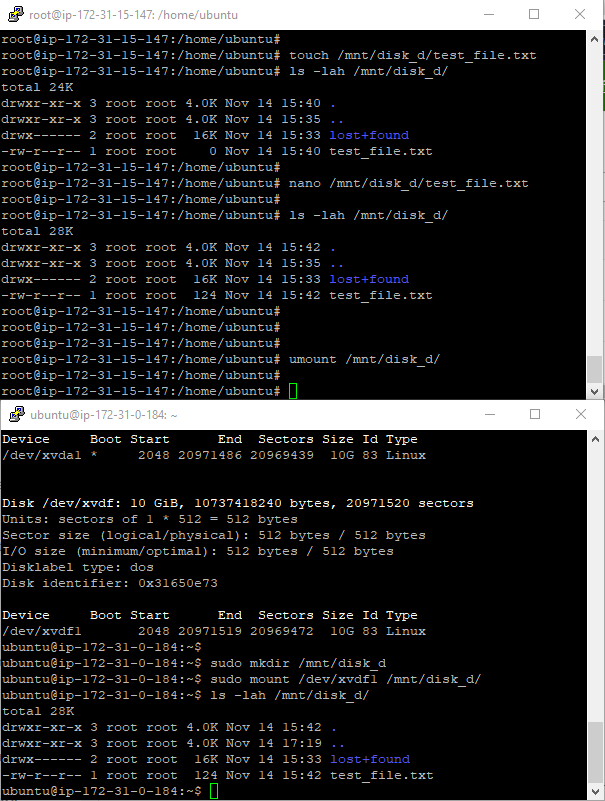 root@ip-172-31-15-147: /home/ubuntu
root@ip-172-31-15-147:/home/ubuntu#
root@ip-172-31-15-147:/home/ubuntu# touch /mnt/disk_d/test_file.txt
root@ip-172-31-15-147:/home/ubuntu# ls -lah /mnt/disk_d/
total 24K
drwxr-xr-x 3 root root 4.0K Nov 14 15:40 .
drwxr-xr-x 3 root root 4.0K Nov 14 15:35 ..
drwx------ 2 root root  16K Nov 14 15:33 lost+found
-rw-r--r-- 1 root root    0 Nov 14 15:40 test_file.txt
root@ip-172-31-15-147:/home/ubuntu#
root@ip-172-31-15-147:/home/ubuntu# nano /mnt/disk_d/test_file.txt
root@ip-172-31-15-147:/home/ubuntu#
root@ip-172-31-15-147:/home/ubuntu# ls -lah /mnt/disk_d/
total 28K
drwxr-xr-x 3 root root 4.0K Nov 14 15:42 .
drwxr-xr-x 3 root root 4.0K Nov 14 15:35 ..
drwx------ 2 root root  16K Nov 14 15:33 lost+found
-rw-r--r-- 1 root root  124 Nov 14 15:42 test_file.txt
root@ip-172-31-15-147:/home/ubuntu#
root@ip-172-31-15-147:/home/ubuntu#
root@ip-172-31-15-147:/home/ubuntu#
root@ip-172-31-15-147:/home/ubuntu# umount /mnt/disk_d/
root@ip-172-31-15-147:/home/ubuntu#
root@ip-172-31-15-147:/home/ubuntu#
ubuntu@ip-172-31-0-184: ~
Device     Boot Start      End  Sectors Size Id Type
/dev/xvda1 *     2048 20971486 20969439  10G 83 Linux
Disk /dev/xvdf: 10 GiB, 10737418240 bytes, 20971520 sectors
Units: sectors of 1 * 512 = 512 bytes
Sector size (logical/physical): 512 bytes / 512 bytes
I/O size (minimum/optimal): 512 bytes / 512 bytes
Disklabel type: dos
Disk identifier: 0x31650e73
Device     Boot Start      End  Sectors Size Id Type
/dev/xvdf1       2048 20971519 20969472  10G 83 Linux
ubuntu@ip-172-31-0-184:~$
ubuntu@ip-172-31-0-184:~$ sudo mkdir /mnt/disk_d
ubuntu@ip-172-31-0-184:~$ sudo mount /dev/xvdf1 /mnt/disk_d/
ubuntu@ip-172-31-0-184:~$ ls -lah /mnt/disk_d/
total 28K
drwxr-xr-x 3 root root 4.0K Nov 14 15:42 .
drwxr-xr-x 3 root root 4.0K Nov 14 17:19 ..
drwx------ 2 root root  16K Nov 14 15:33 lost+found
-rw-r--r-- 1 root root  124 Nov 14 15:42 test_file.txt
ubuntu@ip-172-31-0-184:~$